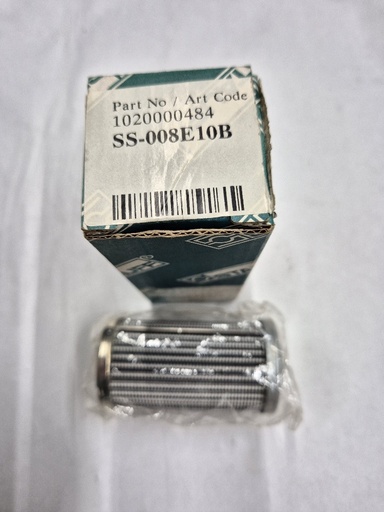 Part No / Art Code
1020000484
SS-008E10B